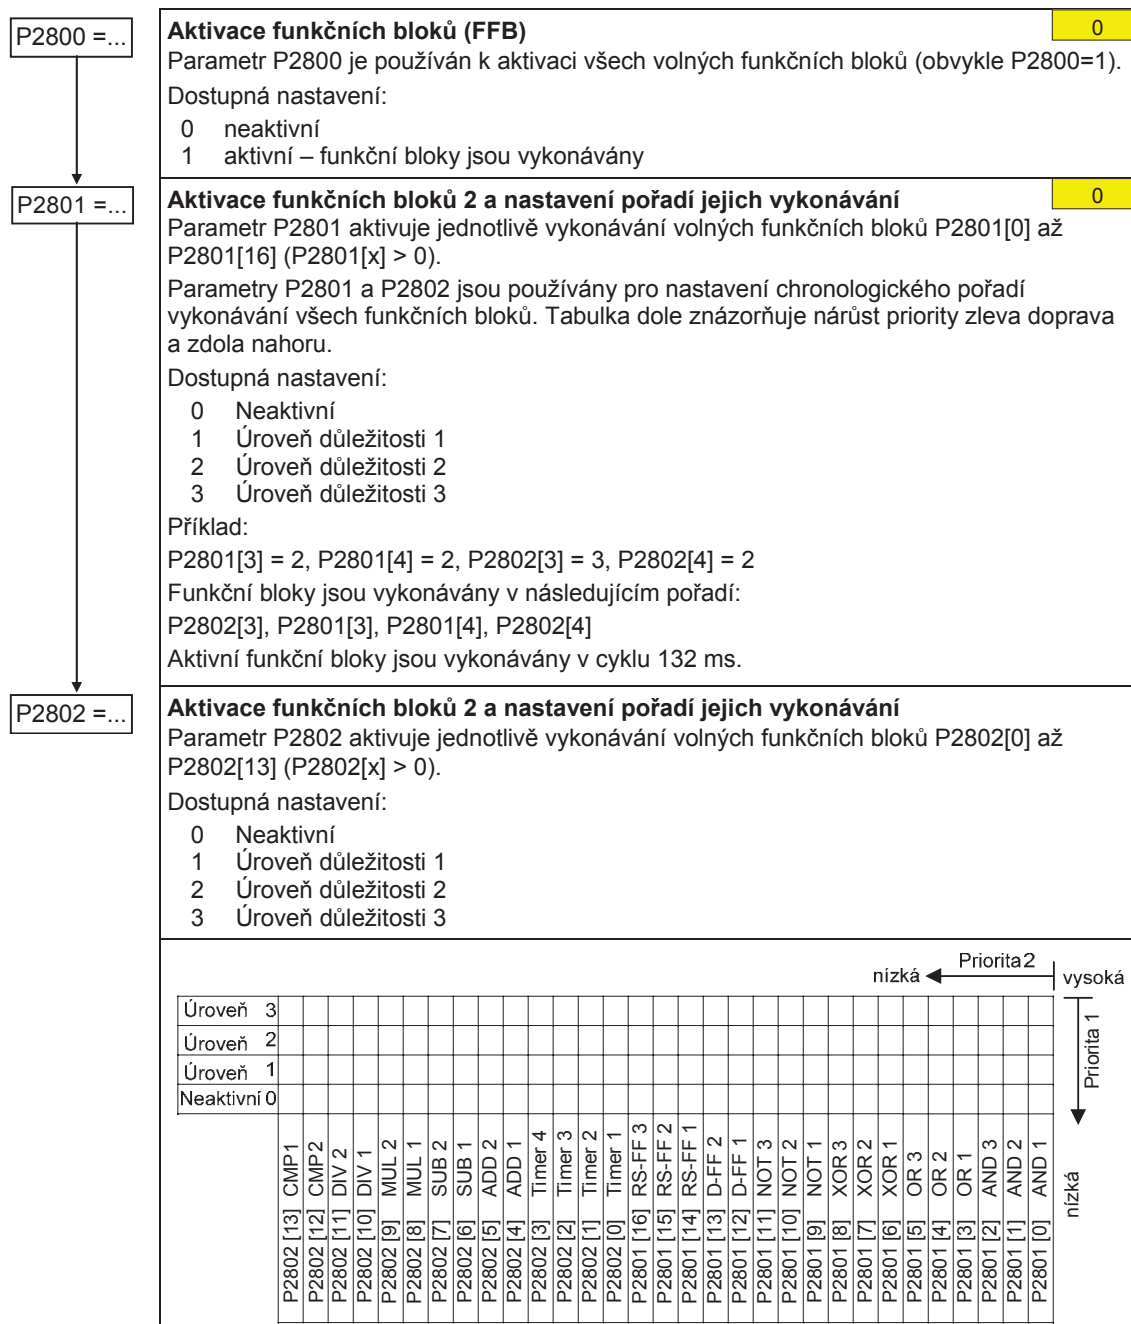 P2800 =...
Aktivace funkčních bloků (FFB)
0
Parametr P2800 je používán k aktivaci všech volných funkčních bloků (obvykle P2800=1).
Dostupná nastavení:
0 neaktivní
1 aktivní – funkční bloky jsou vykonávány
P2801 =...
Aktivace funkčních bloků 2 a nastavení pořadí jejich vykonávání
0
Parametr P2801 aktivuje jednotlivě vykonávání volných funkčních bloků P2801[0] až
P2801[16] (P2801[x] > 0).
Parametry P2801 a P2802 jsou používány pro nastavení chronologického pořadí
vykonávání všech funkčních bloků. Tabulka dole znázorňuje nárůst priority zleva doprava
a zdola nahoru.
Dostupná nastavení:
0 Neaktivní
1 Úroveň důležitosti 1
2 Úroveň důležitosti 2
3 Úroveň důležitosti 3
Příklad:
P2801[3] = 2, P2801[4] = 2, P2802[3] = 3, P2802[4] = 2
Funkční bloky jsou vykonávány v následujícím pořadí:
P2802[3], P2801[3], P2801[4], P2802[4]
Aktivní funkční bloky jsou vykonávány v cyklu 132 ms.
P2802 =...
Aktivace funkčních bloků 2 a nastavení pořadí jejich vykonávání
Parametr P2802 aktivuje jednotlivě vykonávání volných funkčních bloků P2802[0] až
P2802[13] (P2802[x] > 0).
Dostupná nastavení:
0 Neaktivní
1 Úroveň důležitosti 1
2 Úroveň důležitosti 2
3 Úroveň důležitosti 3
nízká Priorita2 vysoká
Úroveň 3
Úroveň 2
Úroveň 1
Neaktivní 0
Priorita 1
nízká
P2802 [13] CMP1
P2802 [12] CMP2
P2802 [11] DIV 2
P2802 [10] DIV 1
P2802 [9] MUL 2
P2802 [8] MUL 1
P2802 [7] SUB 2
P2802 [6] SUB 1
P2802 [5] ADD 2
P2802 [4] ADD 1
P2802 [3] Timer 4
P2802 [2] Timer 3
P2802 [1] Timer 2
P2802 [0] Timer 1
P2801 [16] RS-FF 3
P2801 [15] RS-FF 2
P2801 [14] RS-FF 1
P2801 [13] D-FF 2
P2801 [12] D-FF 1
P2801 [11] NOT 3
P2801 [10] NOT 2
P2801 [9] NOT 1
P2801 [8] XOR 3
P2801 [7] XOR 2
P2801 [6] XOR 1
P2801 [5] OR 3
P2801 [4] OR 2
P2801 [3] OR 1
P2801 [2] AND 3
P2801 [1] AND 2
P2801 [0] AND 1